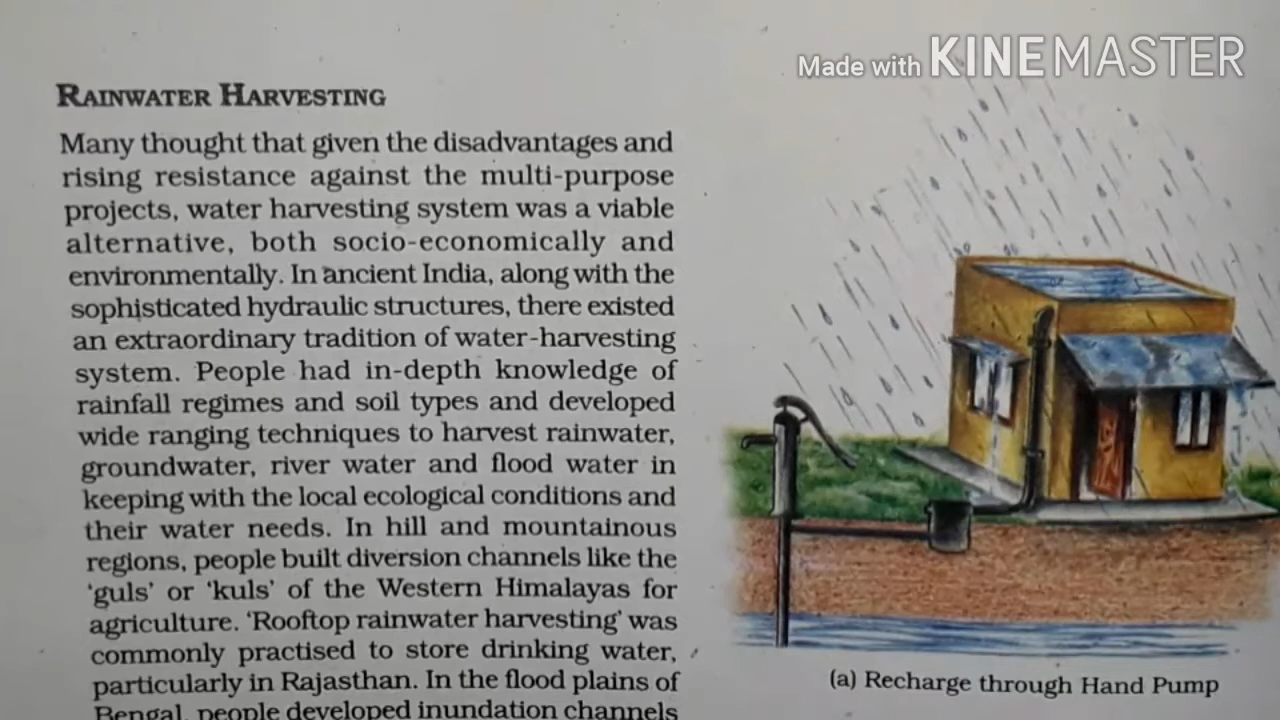 Made with KINEMASTER
RAINWATER HARVESTING
Many thought that given the disadvantages and
rising resistance against the multi-purpose
projects, water harvesting system was a viable
alternative, both socio-economically and
environmentally. In ancient India, along with the
sophisticated hydraulic structures, there existed
an extraordinary tradition of water-harvesting
system. People had in-depth knowledge of
rainfall regimes and soil types and developed
wide ranging techniques to harvest rainwater,
groundwater, river water and flood water in
keeping with the local ecological conditions and
their water needs. In hill and mountainous
regions, people built diversion channels like the
‘guls’ or ‘kuls’ of the Western Himalayas for
agriculture. ‘Rooftop rainwater harvesting’ was
commonly practised to store drinking water,
particularly in Rajasthan. In the flood plains of
Bengal, people developed inundation channels
(a) Recharge through Hand Pump